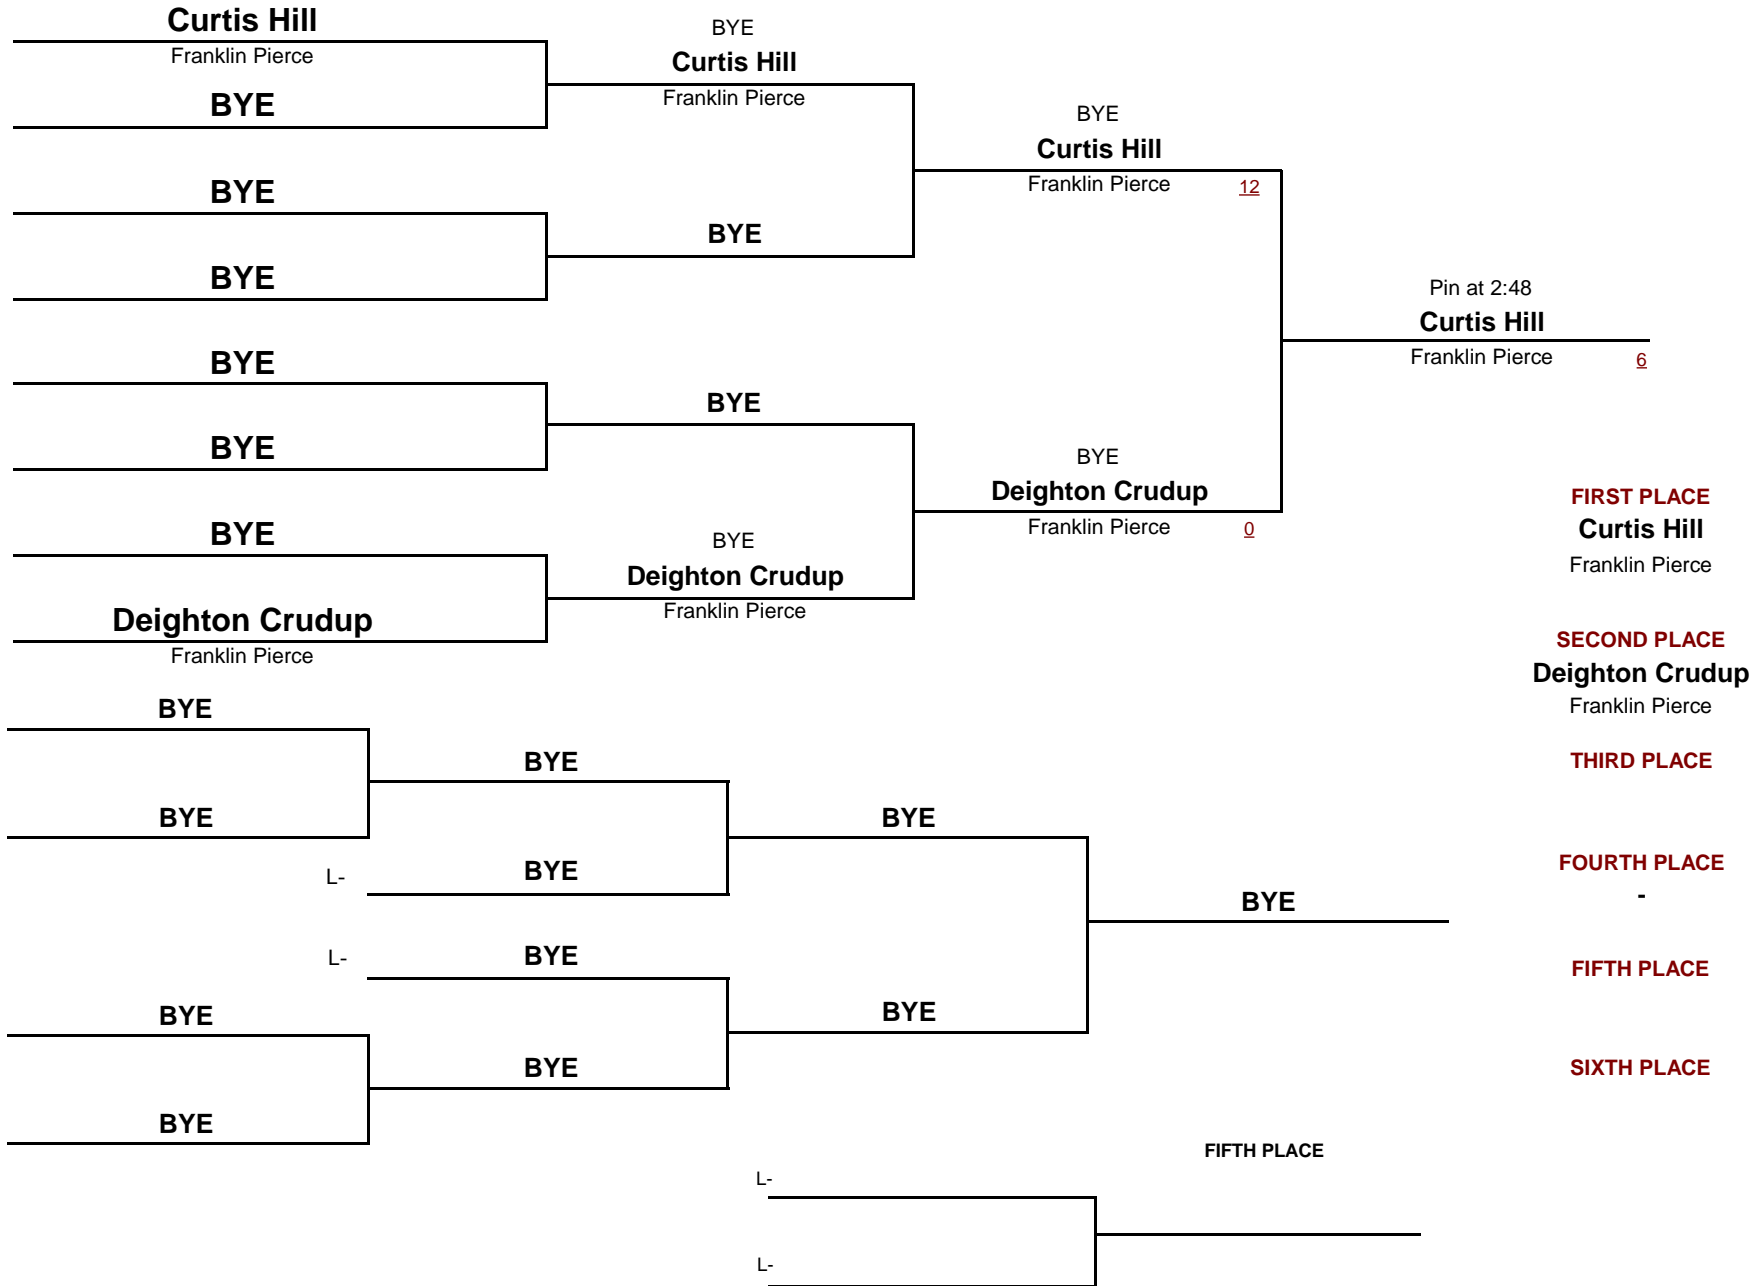 Curtis Hill
Franklin Pierce
BYE
BYE
BYE
BYE
BYE
BYE
Deighton Crudup
Franklin Pierce
BYE
Curtis Hill
Franklin Pierce
BYE
BYE
BYE
Deighton Crudup
Franklin Pierce
BYE
Curtis Hill
Franklin Pierce 12
BYE
Deighton Crudup
Franklin Pierce 0
Pin at 2:48
Curtis Hill
Franklin Pierce 6
FIRST PLACE
Curtis Hill
Franklin Pierce
SECOND PLACE
Deighton Crudup
Franklin Pierce
THIRD PLACE
FOURTH PLACE
-
FIFTH PLACE
SIXTH PLACE
BYE
BYE
BYE
BYE
BYE
L- BYE
L- BYE
BYE
BYE
BYE
BYE
FIFTH PLACE
L-
L-